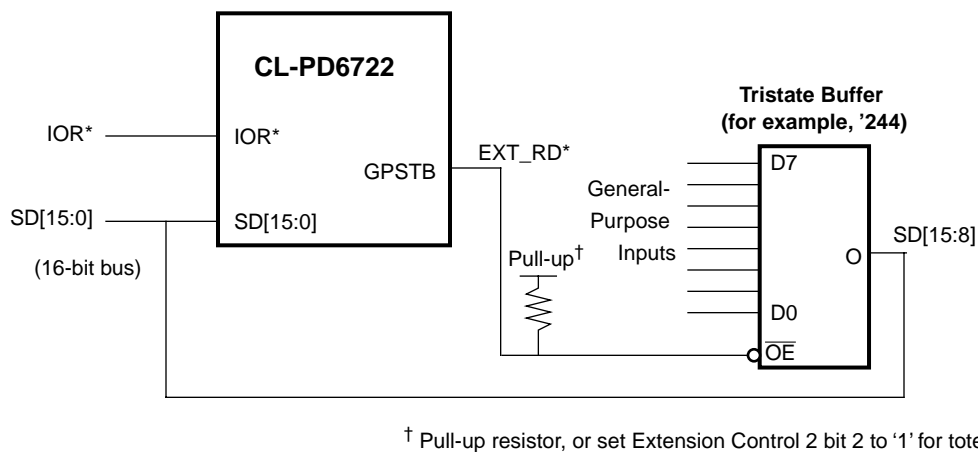 CL-PD6722
Tristate Buffer
(for example, ’244)
IOR*
IOR*
EXT_RD*
D7
GPSTB
General-
Purpose
Inputs
SD[15:0]
SD[15:0]
SD[15:8]
(16-bit bus)
Pull-up†
O
D0
OE
† Pull-up resistor, or set Extension Control 2 bit 2 to ‘1’ for